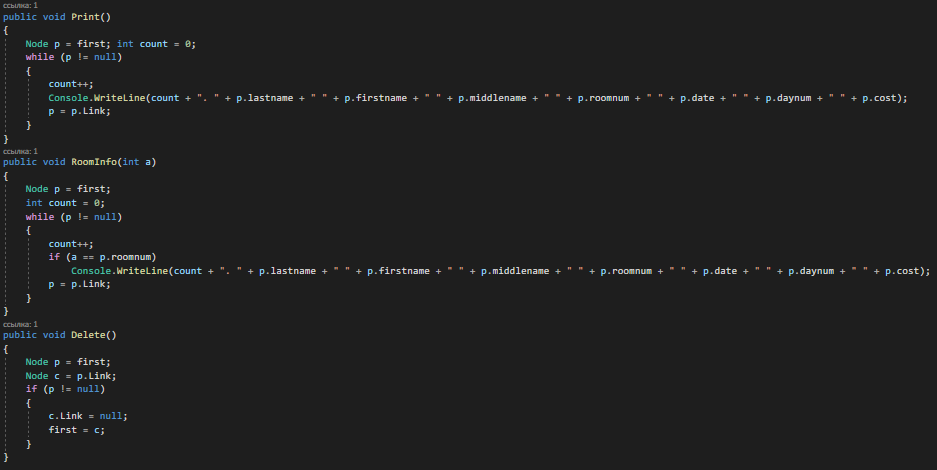 ссылка: 1
public void Print()
{
    Node p = first; int count = 0;
    while (p != null)
    {
        count++;
        Console.WriteLine(count + ". " + p.lastname + " " + p.firstname + " " + p.middlename + " " + p.roomnum + " " + p.date + " " + p.daynum + " " + p.cost);
        p = p.Link;
    }
}
ссылка: 1
public void RoomInfo(int a)
{
    Node p = first;
    int count = 0;
    while (p != null)
    {
        count++;
        if (a == p.roomnum)
            Console.WriteLine(count + ". " + p.lastname + " " + p.firstname + " " + p.middlename + " " + p.roomnum + " " + p.date + " " + p.daynum + " " + p.cost);
        p = p.Link;
    }
}
ссылка: 1
public void Delete()
{
    Node p = first;
    Node c = p.Link;
    if (p != null)
    {
        c.Link = null;
        first = c;
    }
}